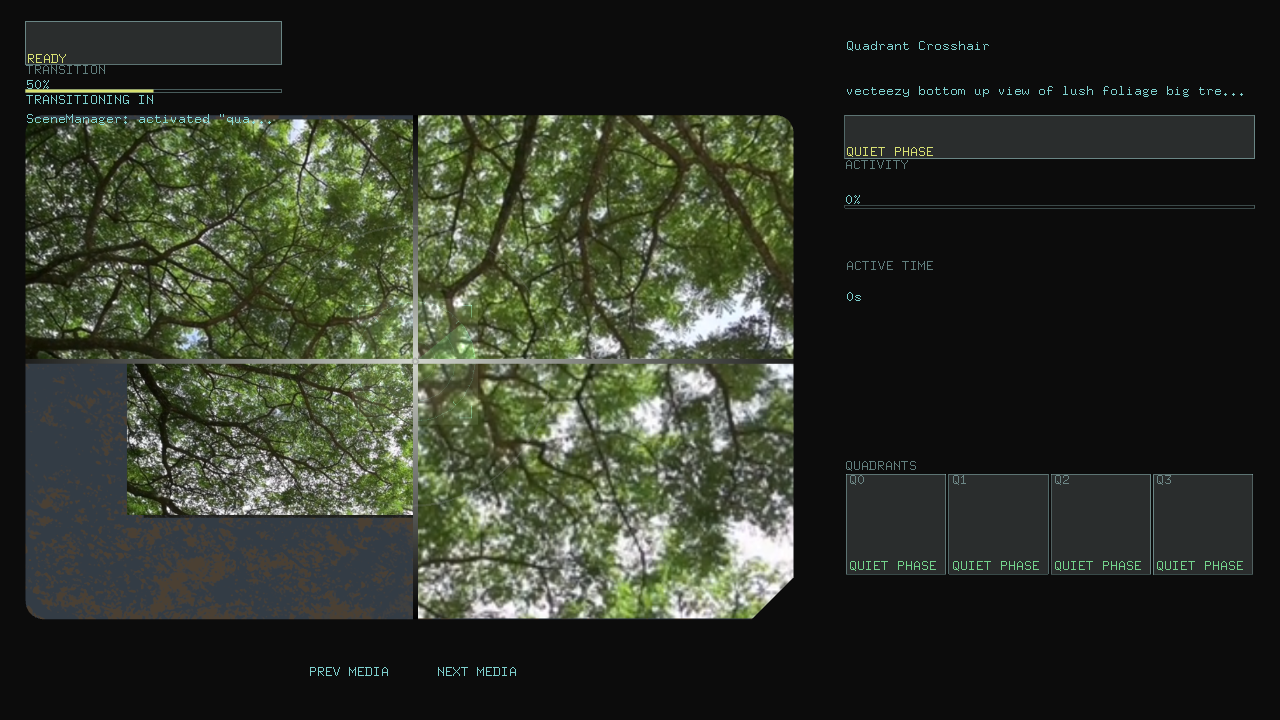 READY
TRANSITION
50%
TRANSITIONING IN
SceneManager: activated "qua...
Quadrant Crosshair
vecteezy bottom up view of lush foliage big tre...
QUIET PHASE
ACTIVITY
0%
ACTIVE TIME
0s
QUADRANTS
Q0 Q1 Q2 Q3
QUIET PHASE QUIET PHASE QUIET PHASE QUIET PHASE
PREV MEDIA NEXT MEDIA